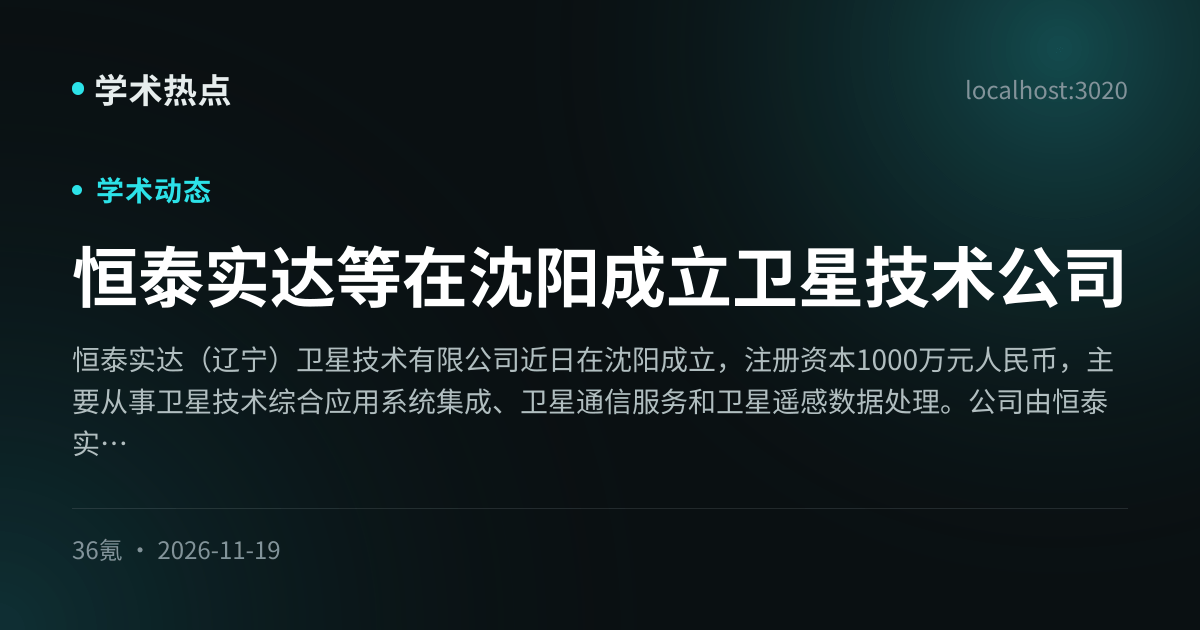 学术热点
localhost:3020
学术动态
恒泰实达等在沈阳成立卫星技术公司
恒泰实达（辽宁）卫星技术有限公司近日在沈阳成立，注册资本1000万元人民币，主
要从事卫星技术综合应用系统集成、卫星通信服务和卫星遥感数据处理。公司由恒泰
实…
36氪 · 2026-11-19